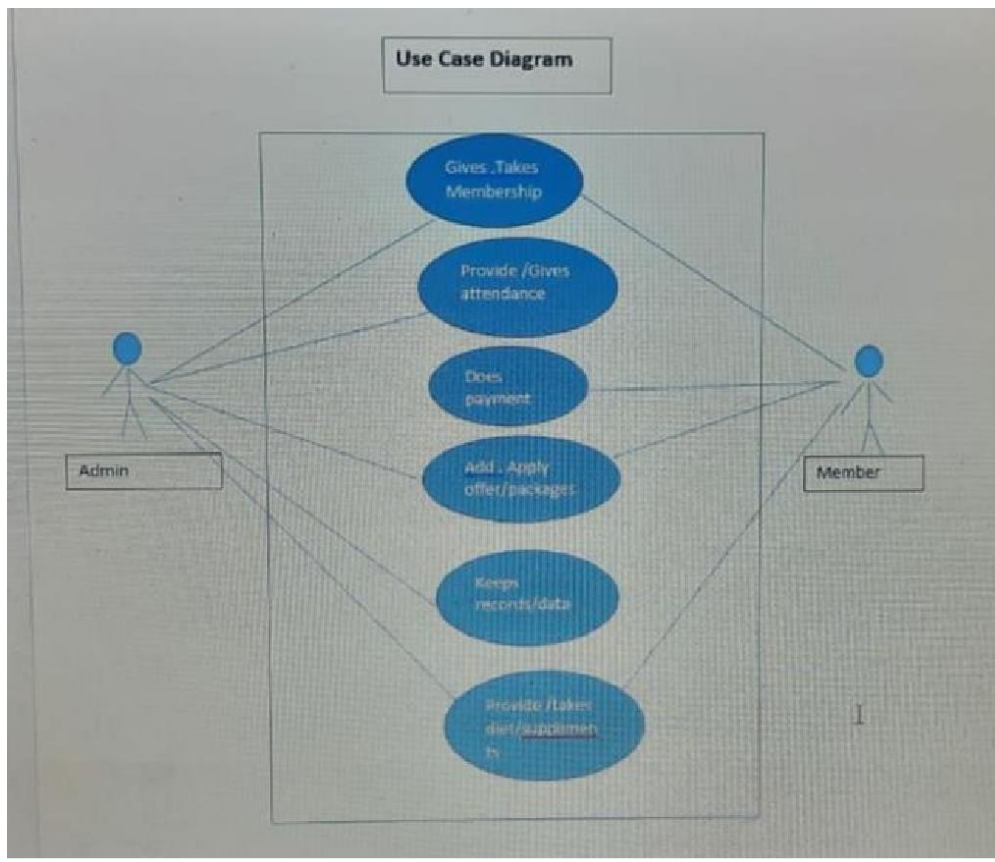 Use Case Diagram
Gives .Takes
Membership
Provide /Gives
attendance
Does
payment
Add . Apply
offer/packages
Keeps
records/data
Provide /takes
diet/supplemen
ts
Admin
Member